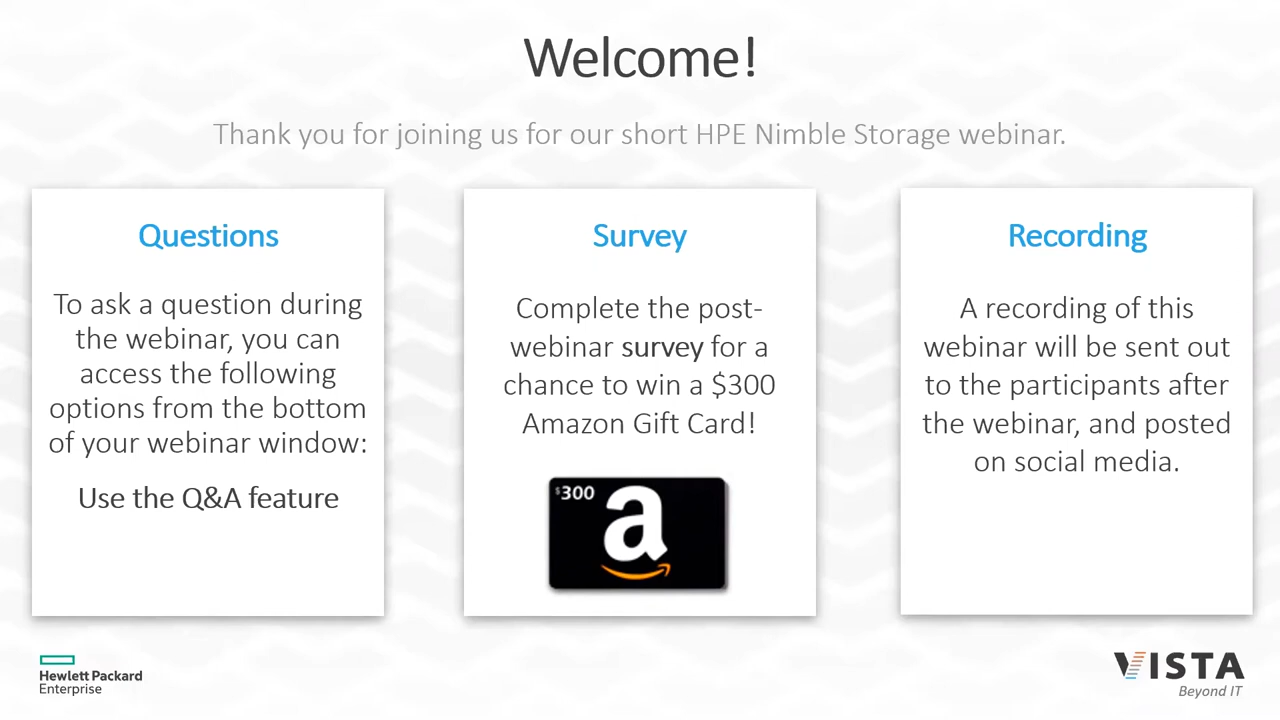 Welcome!
Thank you for joining us for our short HPE Nimble Storage webinar.
Questions
To ask a question during
the webinar, you can
access the following
options from the bottom
of your webinar window:
Use the Q&A feature
Survey
Complete the post-
webinar survey for a
chance to win a $300
Amazon Gift Card!
$300
a
Recording
A recording of this
webinar will be sent out
to the participants after
the webinar, and posted
on social media.
Hewlett Packard
Enterprise
VISTA
Beyond IT